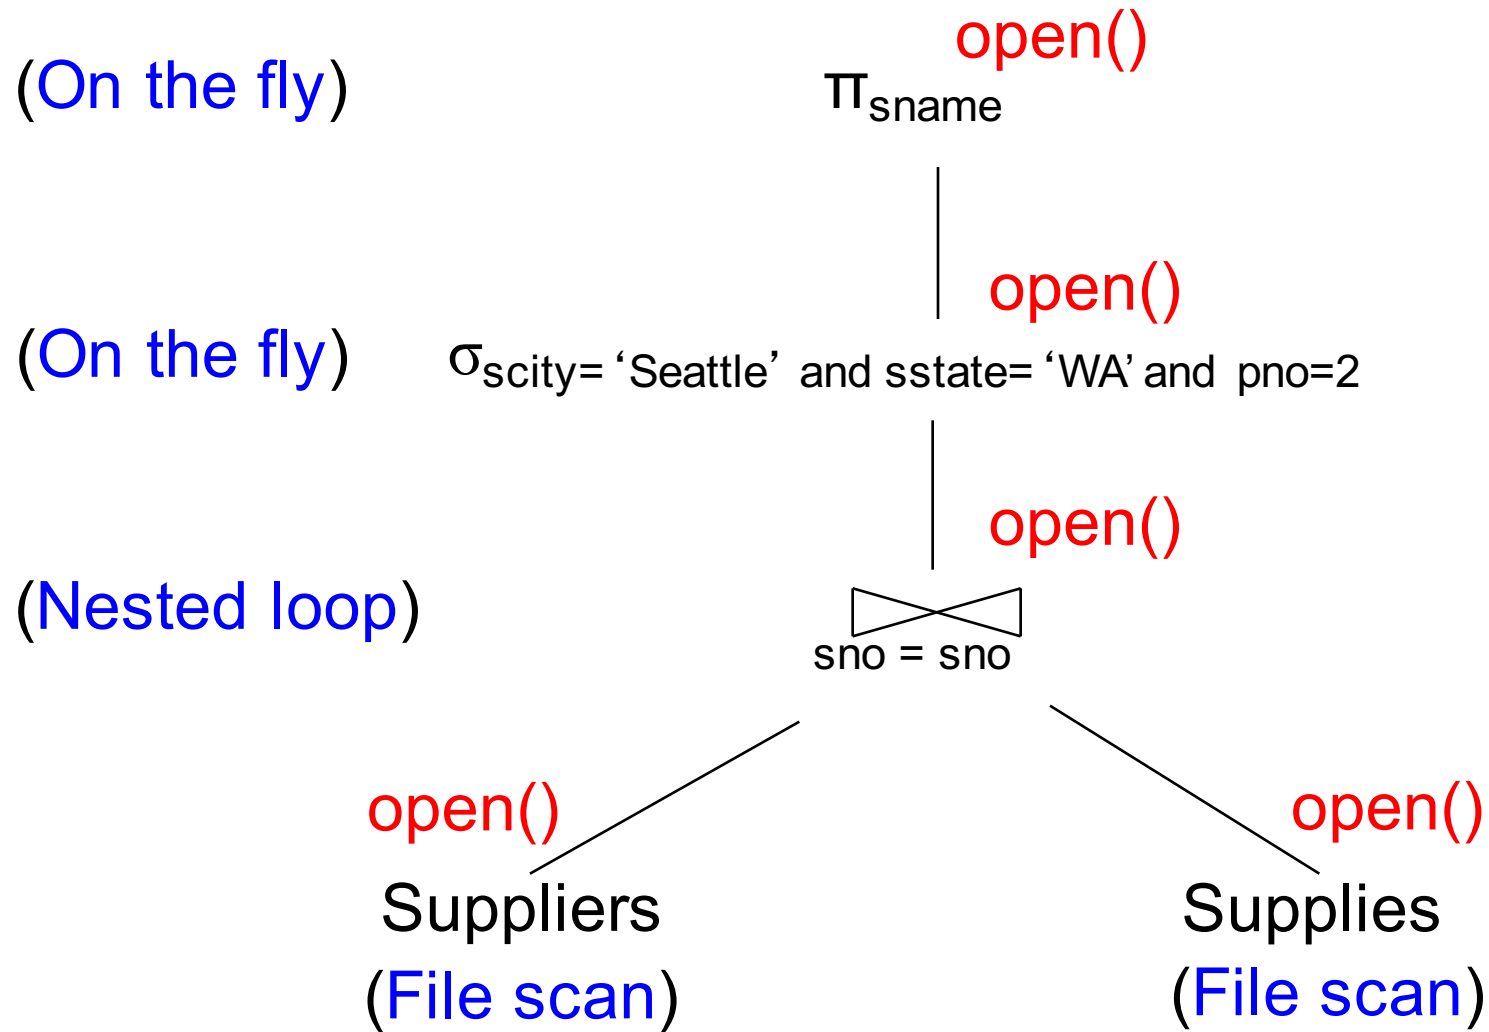 open()
(On the fly) πsname
open()
(On the fly) σscity= ‘Seattle’ and sstate= ‘WA’ and pno=2
open()
(Nested loop)
sno = sno
open() open()
Suppliers Supplies
(File scan) (File scan)